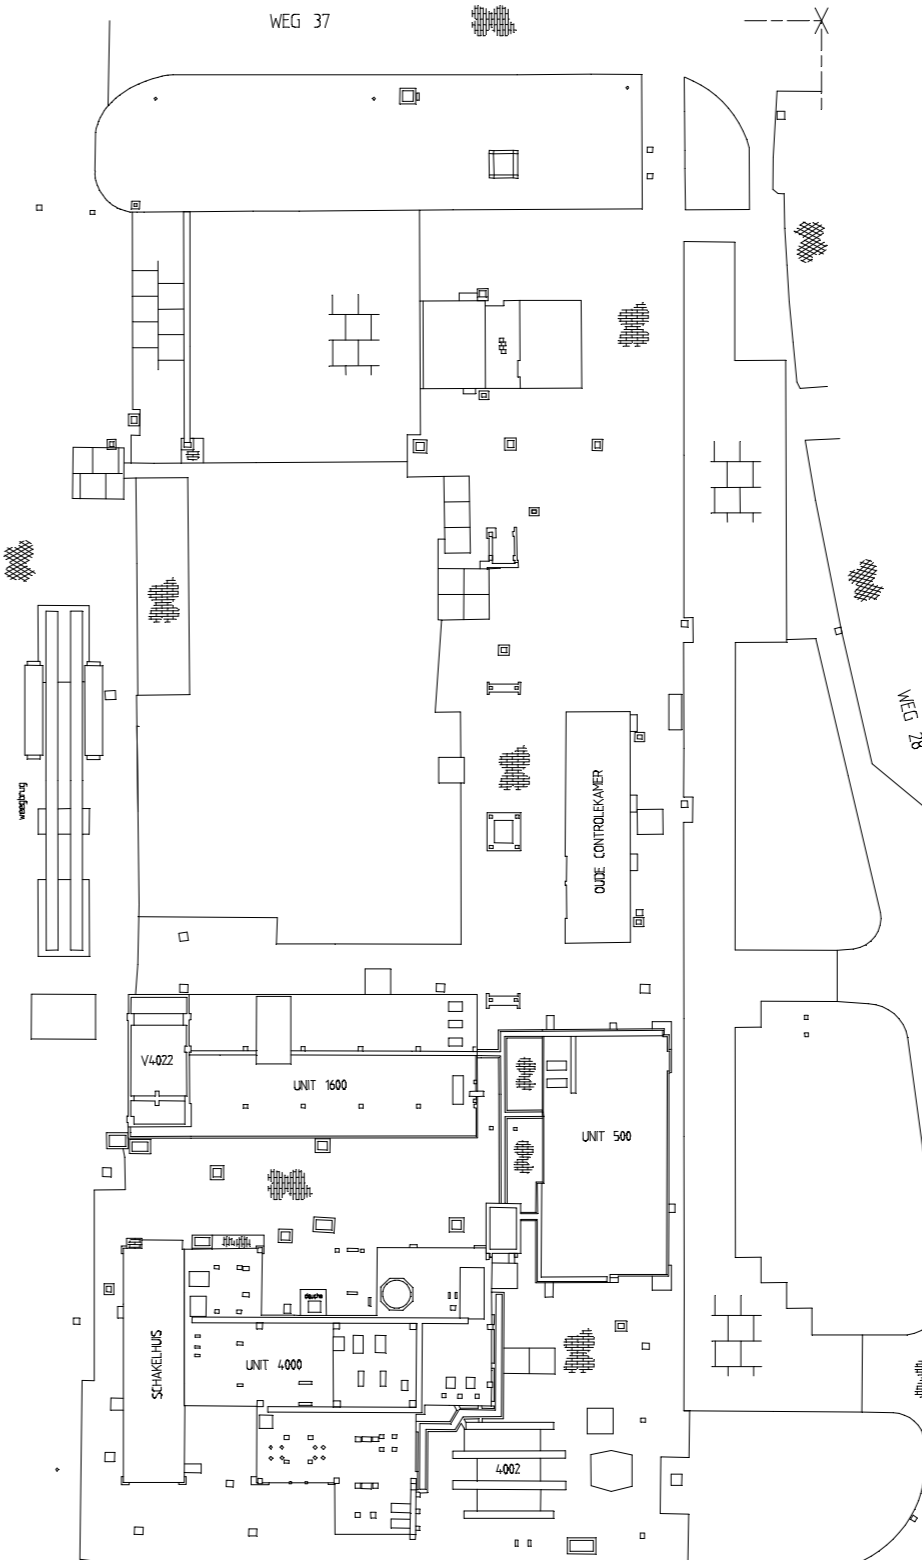 WEG 37
WEG 28
weegbrug
OUDE CONTROLEKAMER
V4022
UNIT 1600
UNIT 500
douche
SCHAKELHUIS
UNIT 4000
4002